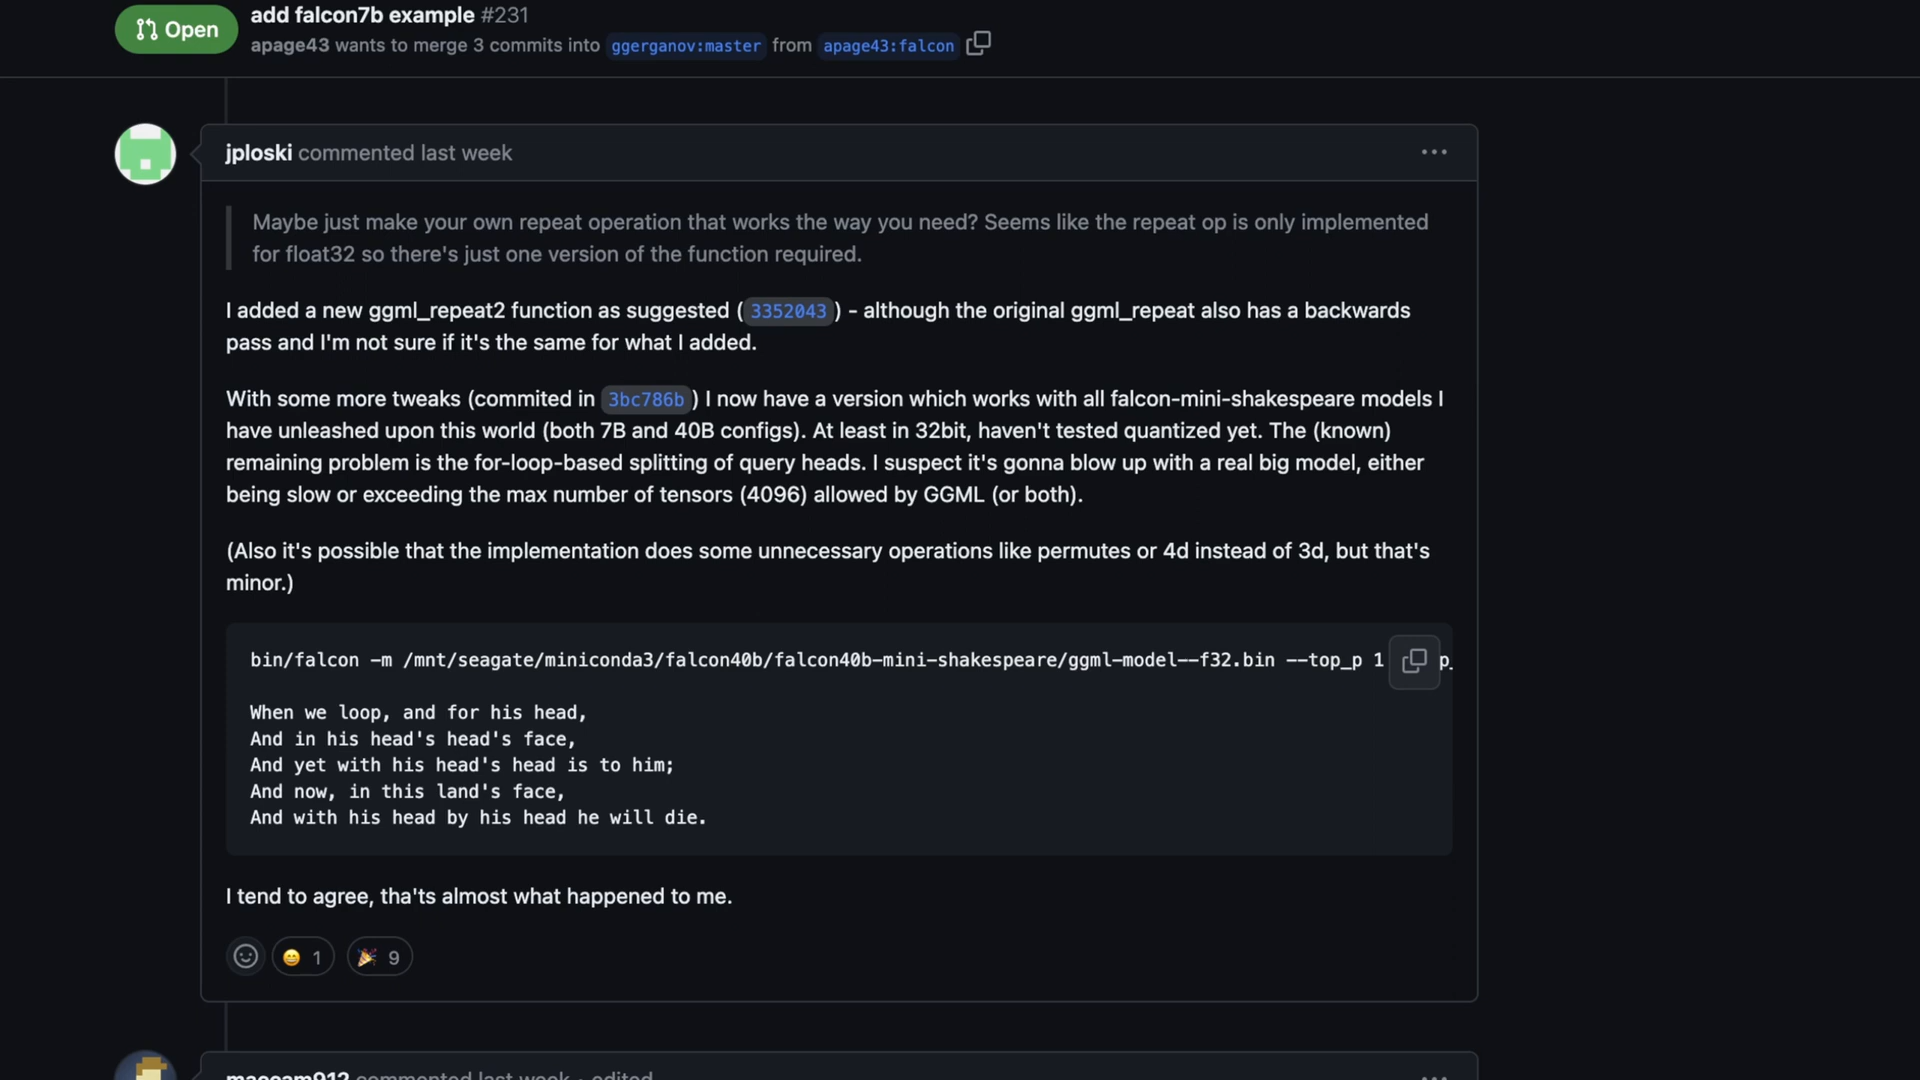 Open
add falcon7b example #231
apage43 wants to merge 3 commits into ggerganov:master from apage43:falcon
jploski commented last week
Maybe just make your own repeat operation that works the way you need? Seems like the repeat op is only implemented
for float32 so there's just one version of the function required.
I added a new ggml_repeat2 function as suggested ( 3352043 ) - although the original ggml_repeat also has a backwards
pass and I'm not sure if it's the same for what I added.
With some more tweaks (commited in 3bc786b ) I now have a version which works with all falcon-mini-shakespeare models I
have unleashed upon this world (both 7B and 40B configs). At least in 32bit, haven't tested quantized yet. The (known)
remaining problem is the for-loop-based splitting of query heads. I suspect it's gonna blow up with a real big model, either
being slow or exceeding the max number of tensors (4096) allowed by GGML (or both).
(Also it's possible that the implementation does some unnecessary operations like permutes or 4d instead of 3d, but that's
minor.)
bin/falcon -m /mnt/seagate/miniconda3/falcon40b/falcon40b-mini-shakespeare/ggml-model--f32.bin --top_p 1 p_
When we loop, and for his head,
And in his head's head's face,
And yet with his head's head is to him;
And now, in this land's face,
And with his head by his head he will die.
I tend to agree, tha'ts almost what happened to me.
1 9
maccam912 commented last week · edited